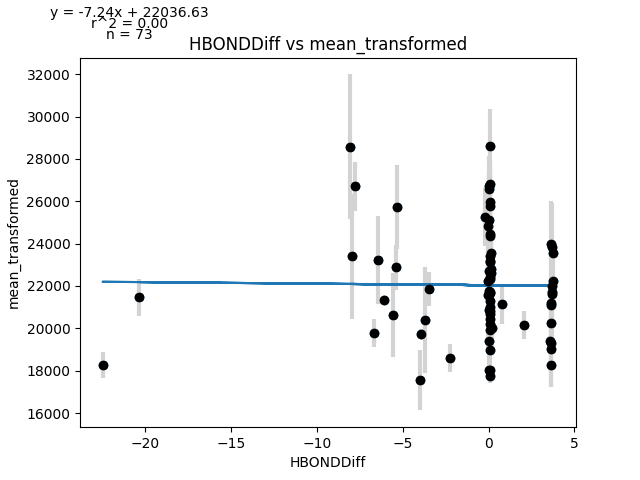 y = -7.24x + 22036.63
r^2 = 0.00
n = 73
HBONDDiff vs mean_transformed
mean_transformed
32000
30000
28000
26000
24000
22000
20000
18000
16000
−20
−15
−10
−5
0
5
HBONDDiff